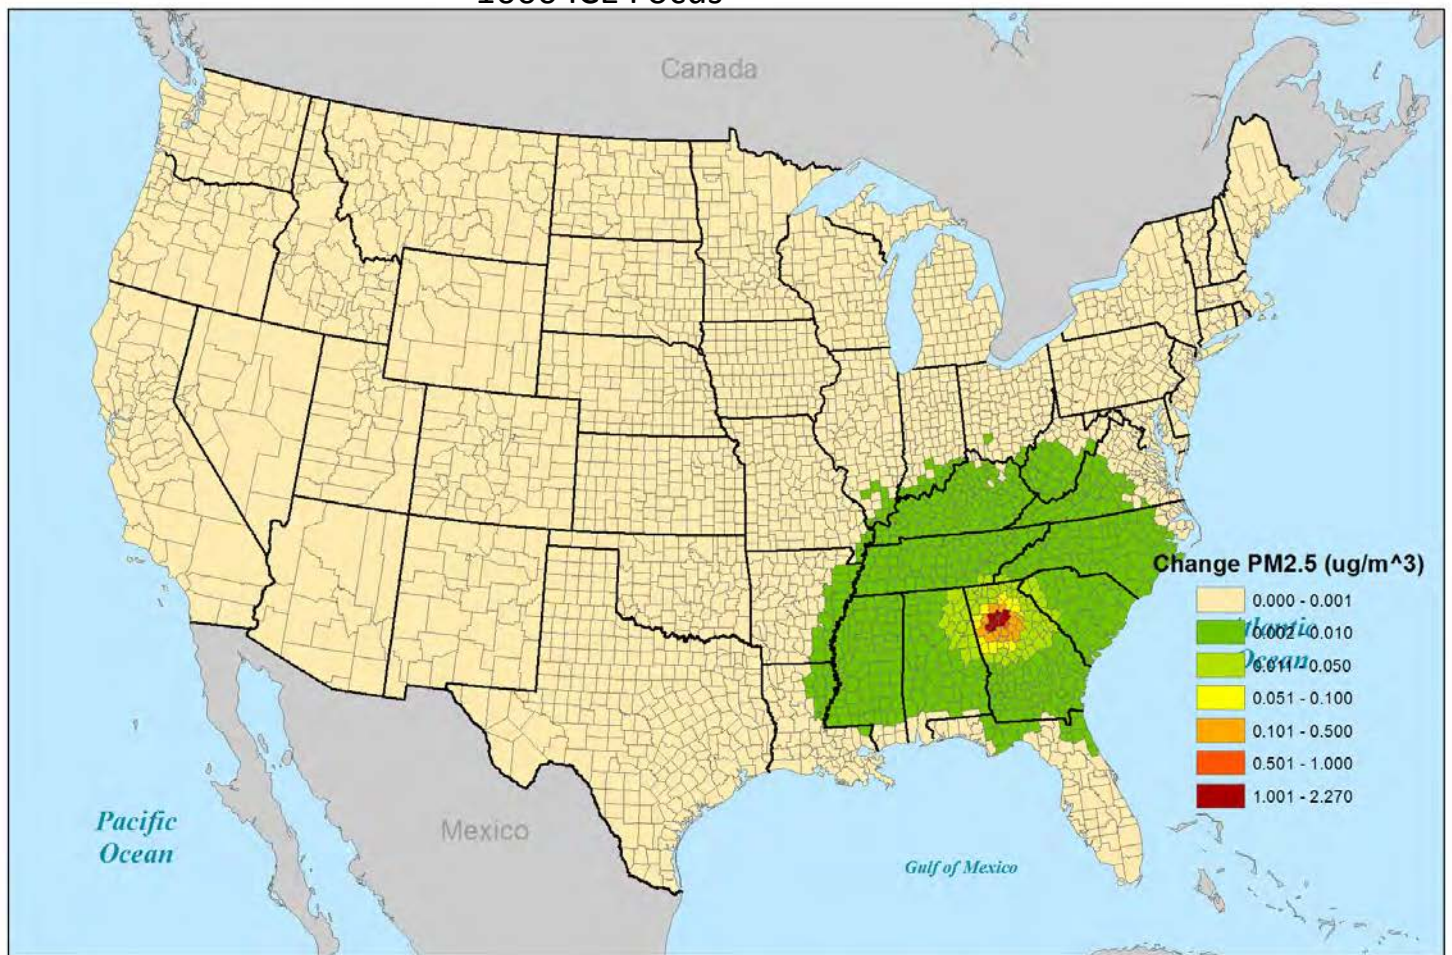 Canada
Change PM2.5 (ug/m^3)
0.000 - 0.001
0.002 - 0.010
Atlantic
Ocean
0.011 - 0.050
0.051 - 0.100
0.101 - 0.500
0.501 - 1.000
1.001 - 2.270
Pacific
Ocean
Mexico
Gulf of Mexico